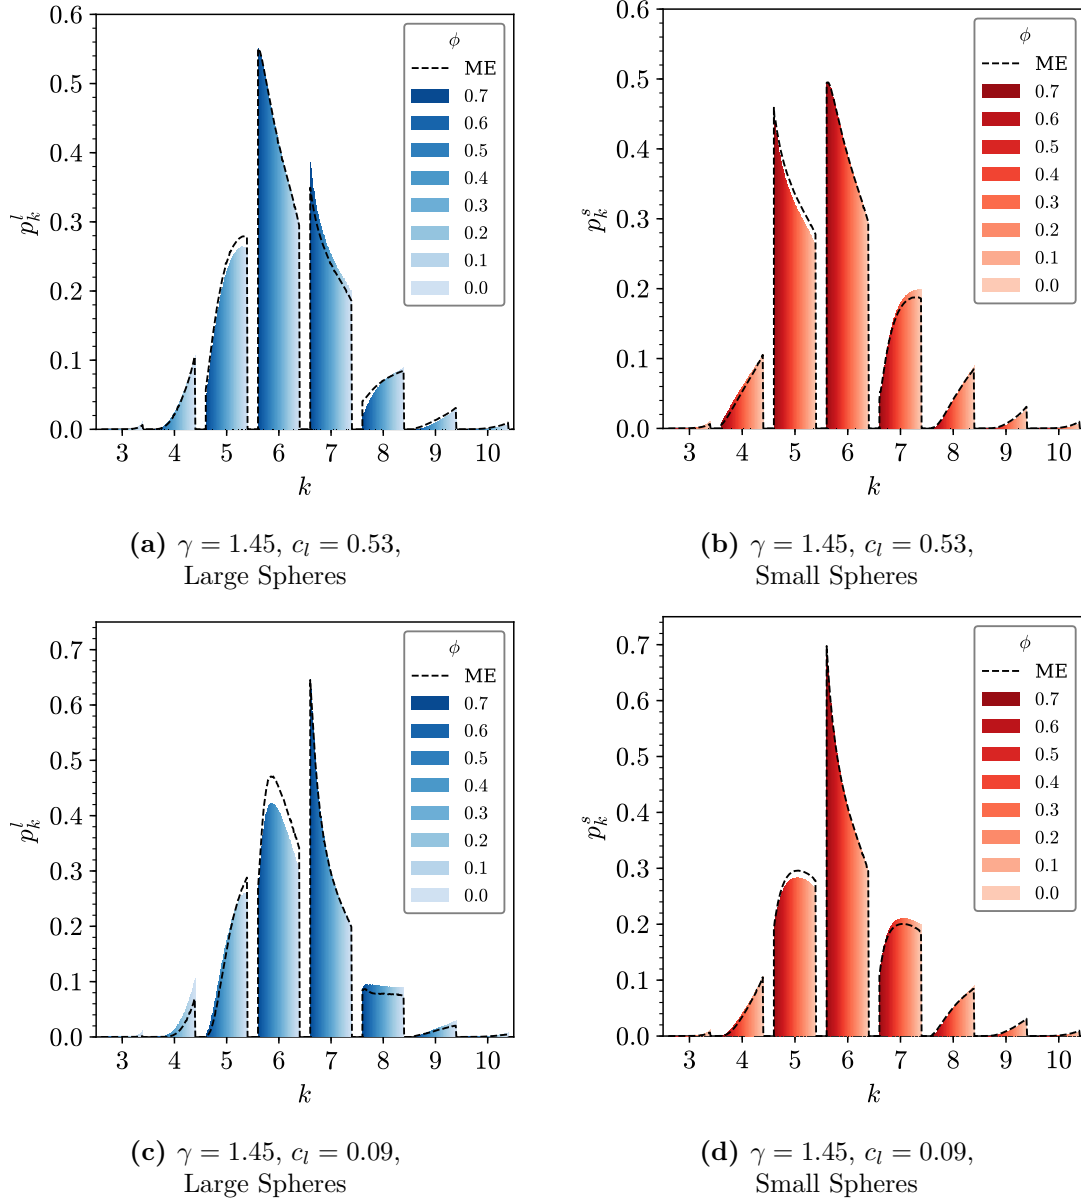 0.6
0.5
0.4
0.3
0.2
0.1
0.0
p_k^l
3 4 5 6 7 8 9 10
k
ϕ
ME
0.7
0.6
0.5
0.4
0.3
0.2
0.1
0.0
(a) γ = 1.45, c_l = 0.53,
Large Spheres
0.6
0.5
0.4
0.3
0.2
0.1
0.0
p_k^s
3 4 5 6 7 8 9 10
k
ϕ
ME
0.7
0.6
0.5
0.4
0.3
0.2
0.1
0.0
(b) γ = 1.45, c_l = 0.53,
Small Spheres
0.7
0.6
0.5
0.4
0.3
0.2
0.1
0.0
p_k^l
3 4 5 6 7 8 9 10
k
ϕ
ME
0.7
0.6
0.5
0.4
0.3
0.2
0.1
0.0
(c) γ = 1.45, c_l = 0.09,
Large Spheres
0.7
0.6
0.5
0.4
0.3
0.2
0.1
0.0
p_k^s
3 4 5 6 7 8 9 10
k
ϕ
ME
0.7
0.6
0.5
0.4
0.3
0.2
0.1
0.0
(d) γ = 1.45, c_l = 0.09,
Small Spheres